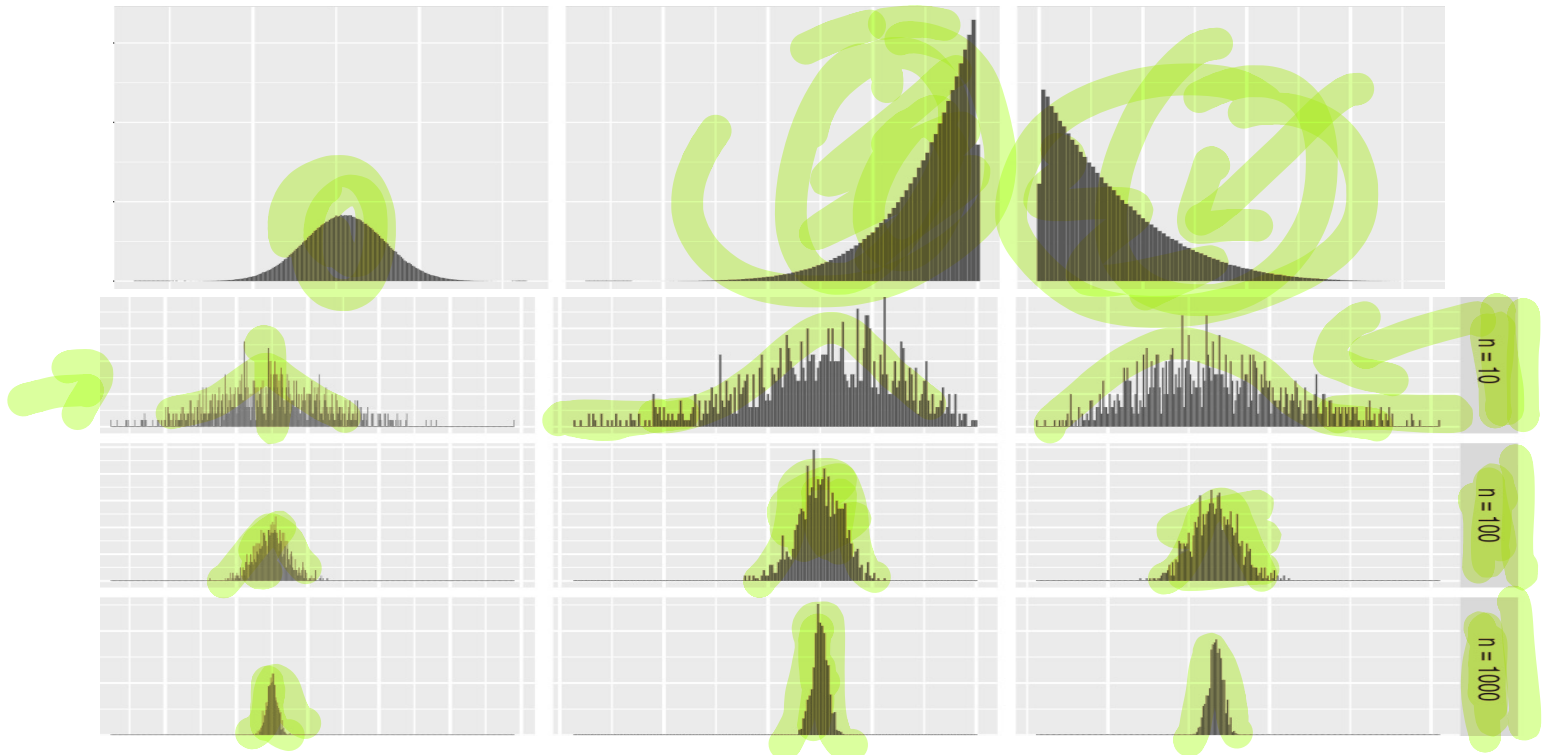 n = 10
n = 100
n = 1000